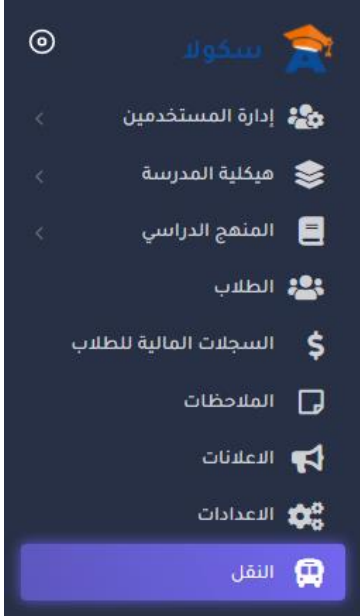 سكولا
إدارة المستخدمين
هيكلية المدرسة
المنهج الدراسي
الطلاب
السجلات المالية للطلاب
الملاحظات
الاعلانات
الاعدادات
النقل